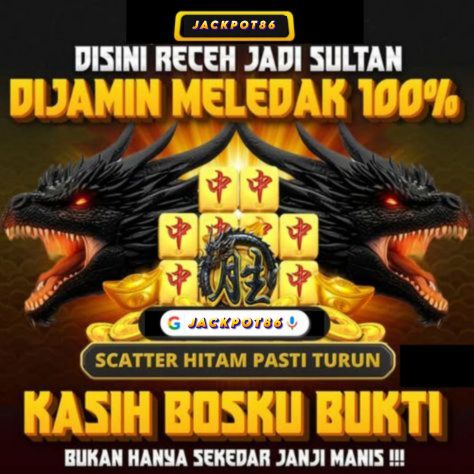 JACKPOT86
DISINI RECEH JADI SULTAN
DIJAMIN MELEDAK 100%
中 中
中 中
中 中
胜
G JACKPOT86
SCATTER HITAM PASTI TURUN
KASIH BOSKU BUKTI
BUKAN HANYA SEKEDAR JANJI MANIS !!!